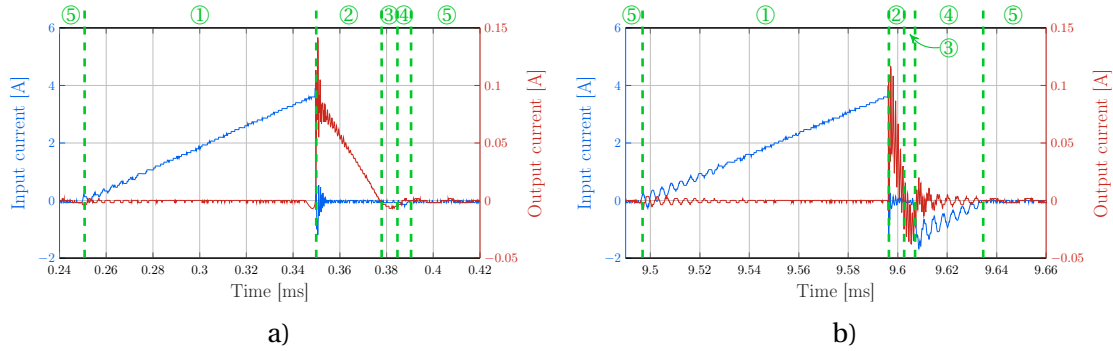 ⑤ ① ② ③ ④ ⑤
6
4
2
0
−2
0.15
0.1
0.05
0
−0.05
0.24 0.26 0.28 0.3 0.32 0.34 0.36 0.38 0.4 0.42
Input current [A]
Output current [A]
Time [ms]
a)
⑤ ① ② ④ ⑤
③
6
4
2
0
−2
0.15
0.1
0.05
0
−0.05
9.5 9.52 9.54 9.56 9.58 9.6 9.62 9.64 9.66
Input current [A]
Output current [A]
Time [ms]
b)